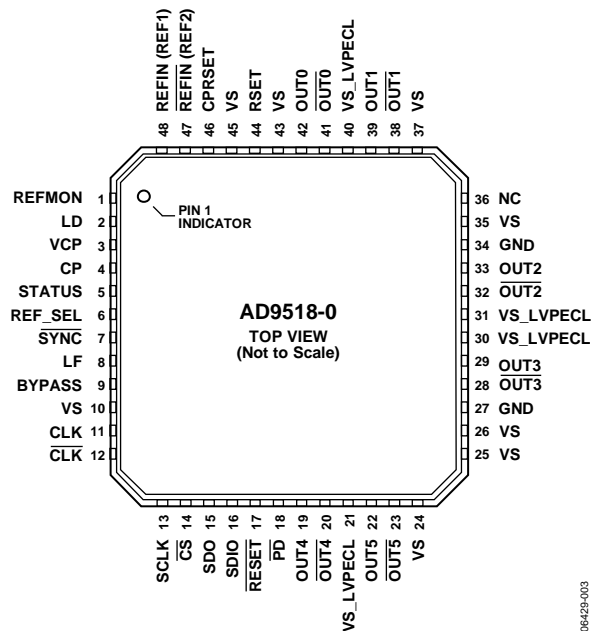 48 REFIN (REF1)
47 REFIN (REF2)
46 CPRSET
45 VS
44 RSET
43 VS
42 OUT0
41 OUT0
40 VS_LVPECL
39 OUT1
38 OUT1
37 VS
REFMON 1
LD 2
VCP 3
CP 4
STATUS 5
REF_SEL 6
SYNC 7
LF 8
BYPASS 9
VS 10
CLK 11
CLK 12
PIN 1
INDICATOR
AD9518-0
TOP VIEW
(Not to Scale)
36 NC
35 VS
34 GND
33 OUT2
32 OUT2
31 VS_LVPECL
30 VS_LVPECL
29 OUT3
28 OUT3
27 GND
26 VS
25 VS
SCLK 13
CS 14
SDO 15
SDIO 16
RESET 17
PD 18
OUT4 19
OUT4 20
VS_LVPECL 21
OUT5 22
OUT5 23
VS 24
06429-003